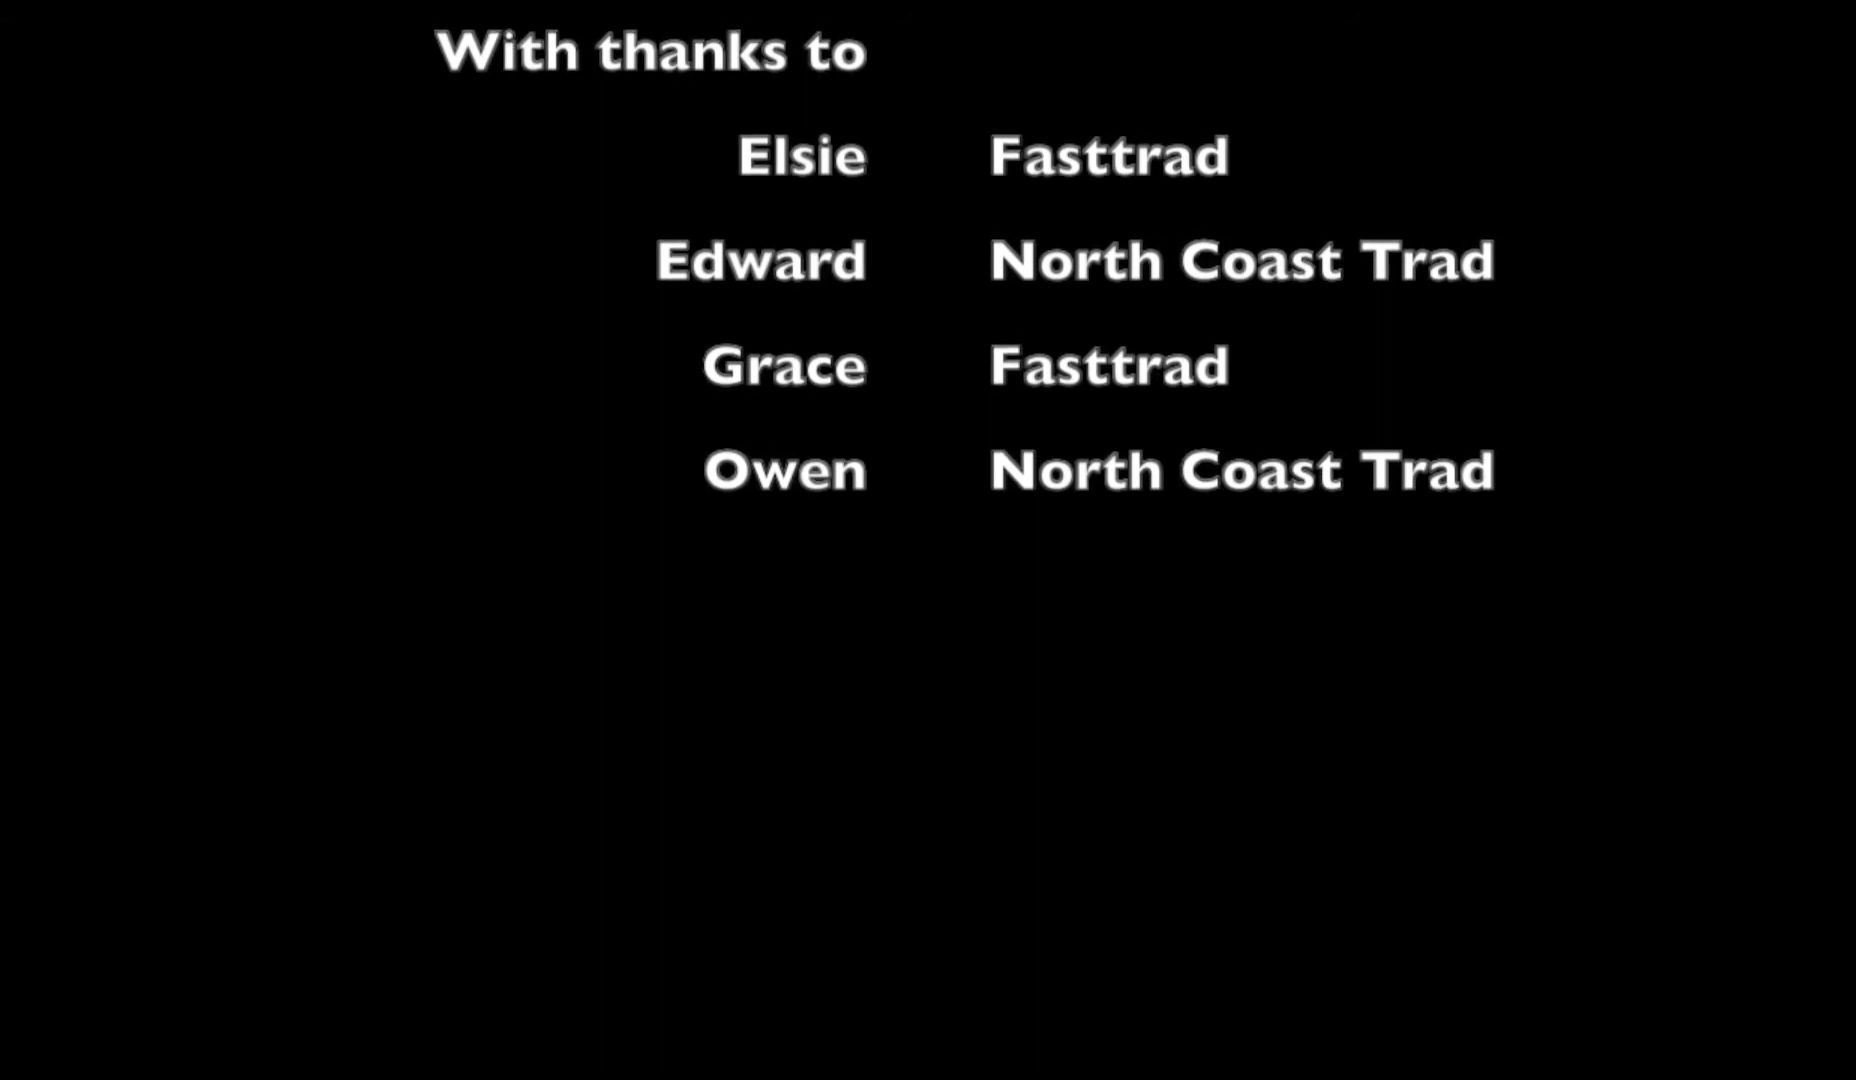 With thanks to
Elsie Fasttrad
Edward North Coast Trad
Grace Fasttrad
Owen North Coast Trad